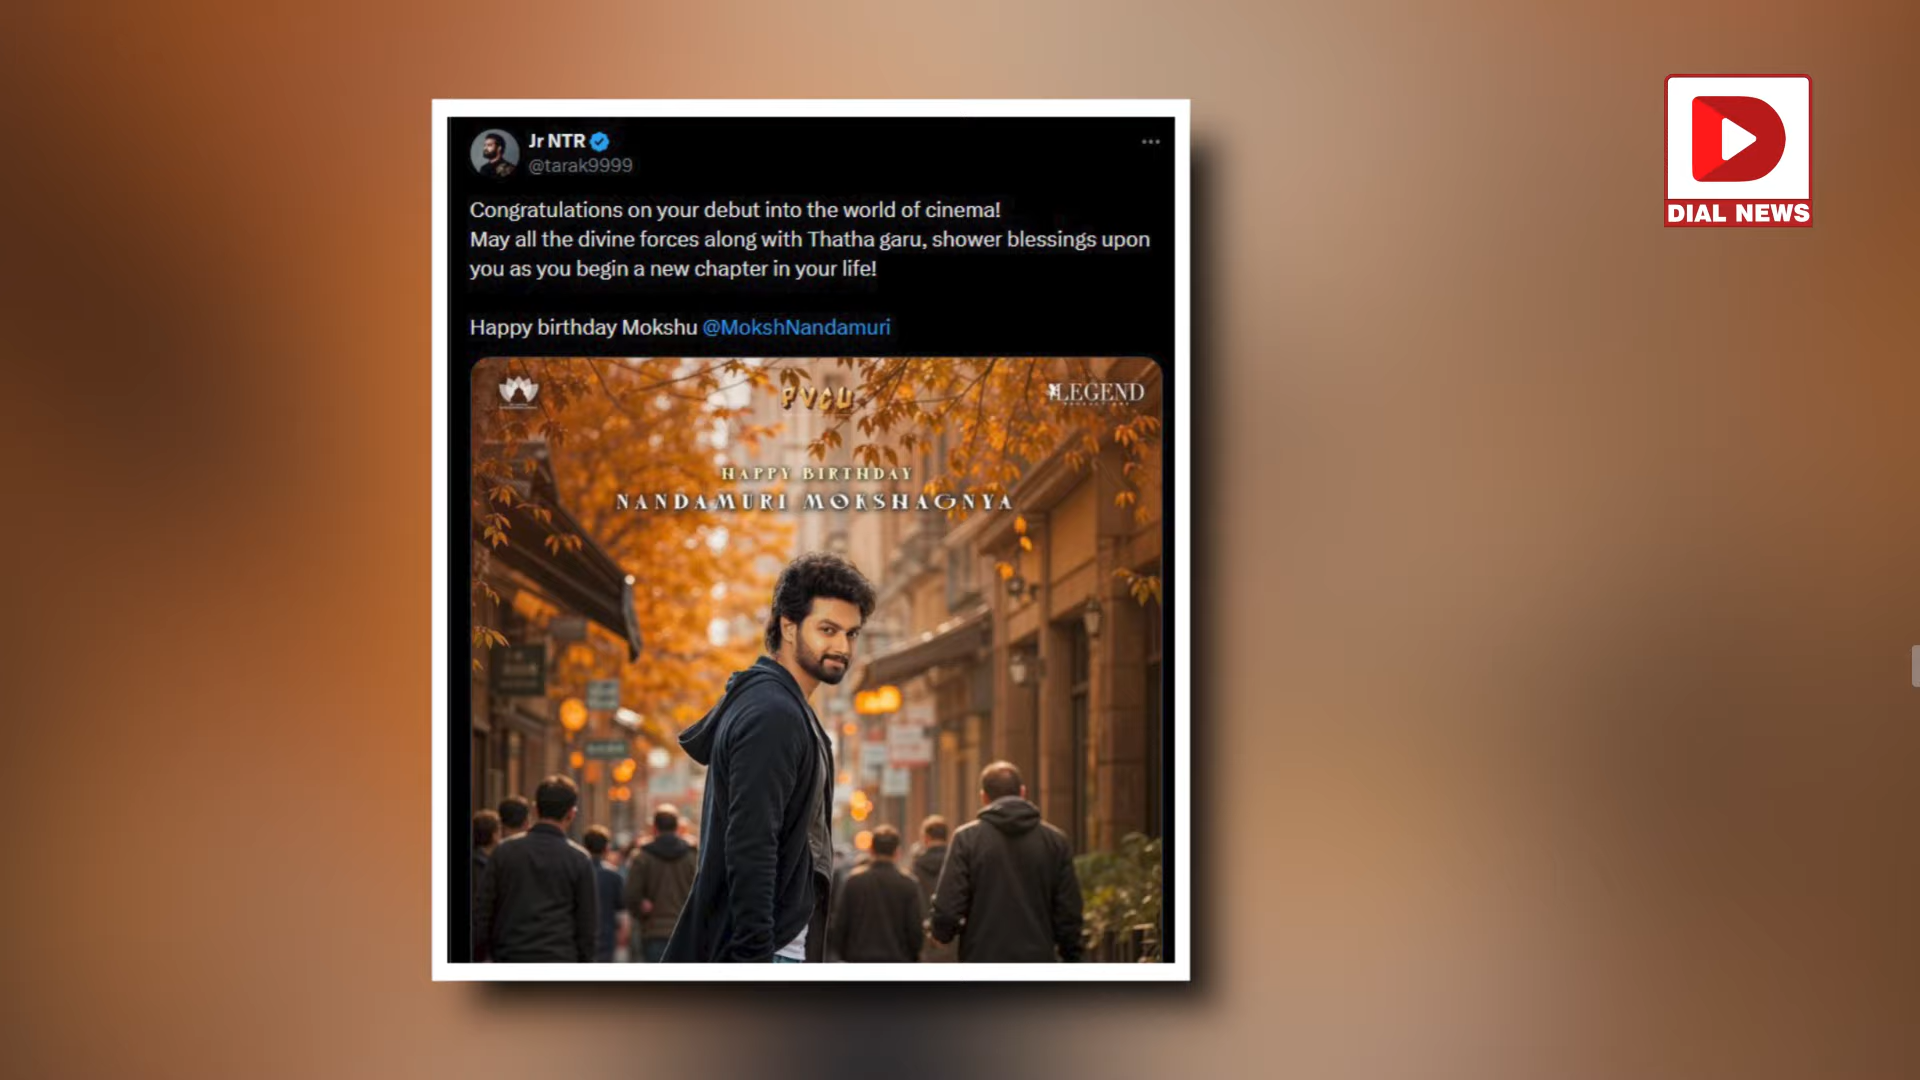 Jr NTR
@tarak9999
Congratulations on your debut into the world of cinema!
May all the divine forces along with Thatha garu, shower blessings upon
you as you begin a new chapter in your life!
Happy birthday Mokshu @MokshNandamuri
PVCU
LEGEND
HAPPY BIRTHDAY
NANDAMURI MOKSHAGNYA
DIAL NEWS